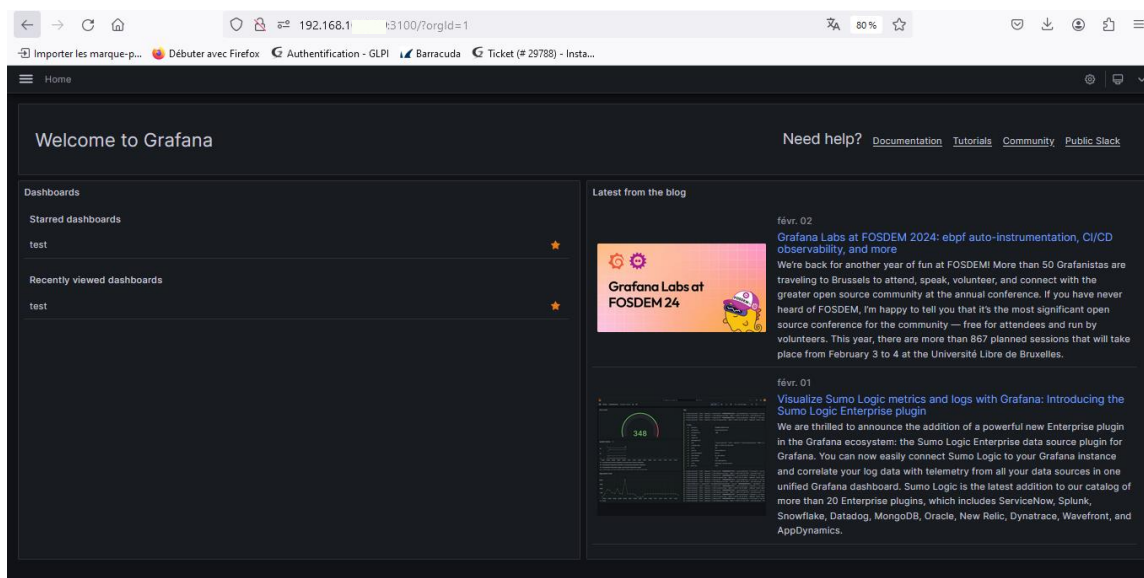 192.168.1 :3100/?orgId=1
80 %
Importer les marque-p... Débuter avec Firefox Authentification - GLPI Barracuda Ticket (# 29788) - Insta...
Home
Welcome to Grafana
Need help? Documentation Tutorials Community Public Slack
Dashboards
Starred dashboards
test
Recently viewed dashboards
test
Latest from the blog
févr. 02
Grafana Labs at
FOSDEM 24
Grafana Labs at FOSDEM 2024: ebpf auto-instrumentation, CI/CD
observability, and more
We're back for another year of fun at FOSDEM! More than 50 Grafanistas are
traveling to Brussels to attend, speak, volunteer, and connect with the
greater open source community at the annual conference. If you have never
heard of FOSDEM, I'm happy to tell you that it's the most significant open
source conference for the community — free for attendees and run by
volunteers. This year, there are more than 867 planned sessions that will take
place from February 3 to 4 at the Université Libre de Bruxelles.
févr. 01
348
Visualize Sumo Logic metrics and logs with Grafana: Introducing the
Sumo Logic Enterprise plugin
We are thrilled to announce the addition of a powerful new Enterprise plugin
in the Grafana ecosystem: the Sumo Logic Enterprise data source plugin for
Grafana. You can now easily connect Sumo Logic to your Grafana instance
and correlate your log data with telemetry from all your data sources in one
unified Grafana dashboard. Sumo Logic is the latest addition to our catalog of
more than 20 Enterprise plugins, which includes ServiceNow, Splunk,
Snowflake, Datadog, MongoDB, Oracle, New Relic, Dynatrace, Wavefront, and
AppDynamics.